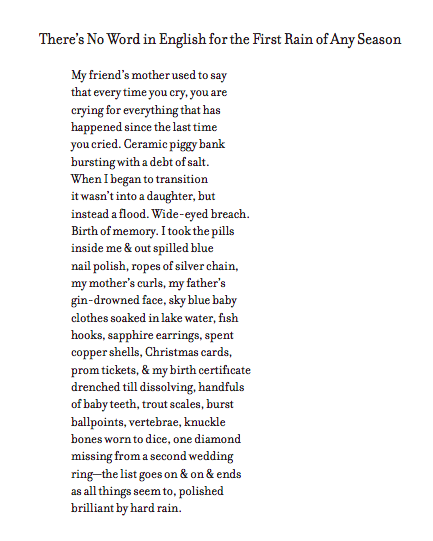 There’s No Word in English for the First Rain of Any Season
My friend’s mother used to say
that every time you cry, you are
crying for everything that has
happened since the last time
you cried. Ceramic piggy bank
bursting with a debt of salt.
When I began to transition
it wasn’t into a daughter, but
instead a flood. Wide-eyed breach.
Birth of memory. I took the pills
inside me & out spilled blue
nail polish, ropes of silver chain,
my mother’s curls, my father’s
gin-drowned face, sky blue baby
clothes soaked in lake water, fish
hooks, sapphire earrings, spent
copper shells, Christmas cards,
prom tickets, & my birth certificate
drenched till dissolving, handfuls
of baby teeth, trout scales, burst
ballpoints, vertebrae, knuckle
bones worn to dice, one diamond
missing from a second wedding
ring—the list goes on & on & ends
as all things seem to, polished
brilliant by hard rain.